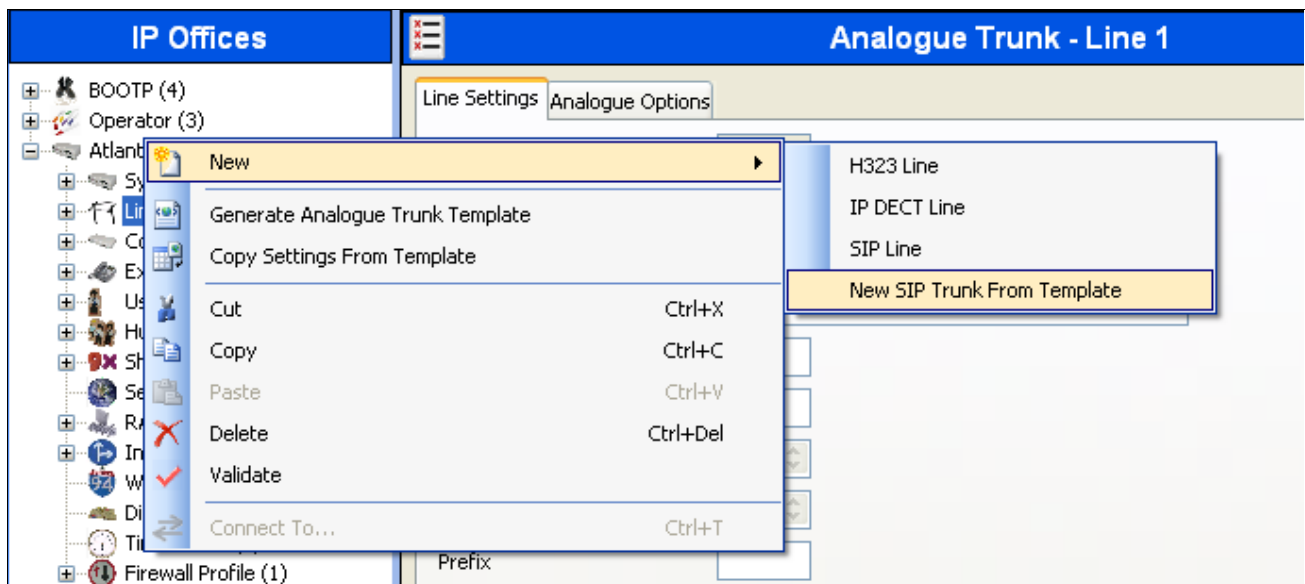 IP Offices
Analogue Trunk - Line 1
BOOTP (4)
Operator (3)
Line Settings
Analogue Options
New
Generate Analogue Trunk Template
Copy Settings From Template
Cut Ctrl+X
Copy Ctrl+C
Paste Ctrl+V
Delete Ctrl+Del
Validate
Connect To... Ctrl+T
H323 Line
IP DECT Line
SIP Line
New SIP Trunk From Template
Firewall Profile (1)
Prefix